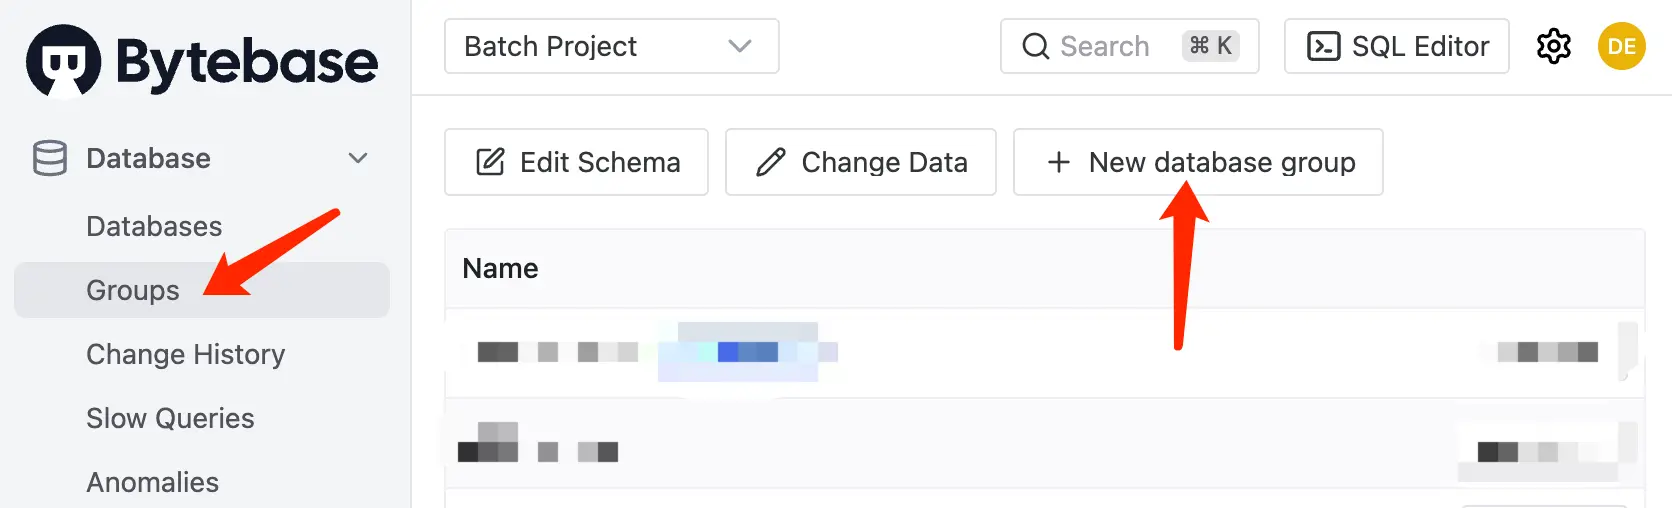 Bytebase
Batch Project
Search ⌘ K
SQL Editor
DE
Database
Databases
Groups
Change History
Slow Queries
Anomalies
Edit Schema
Change Data
+ New database group
Name